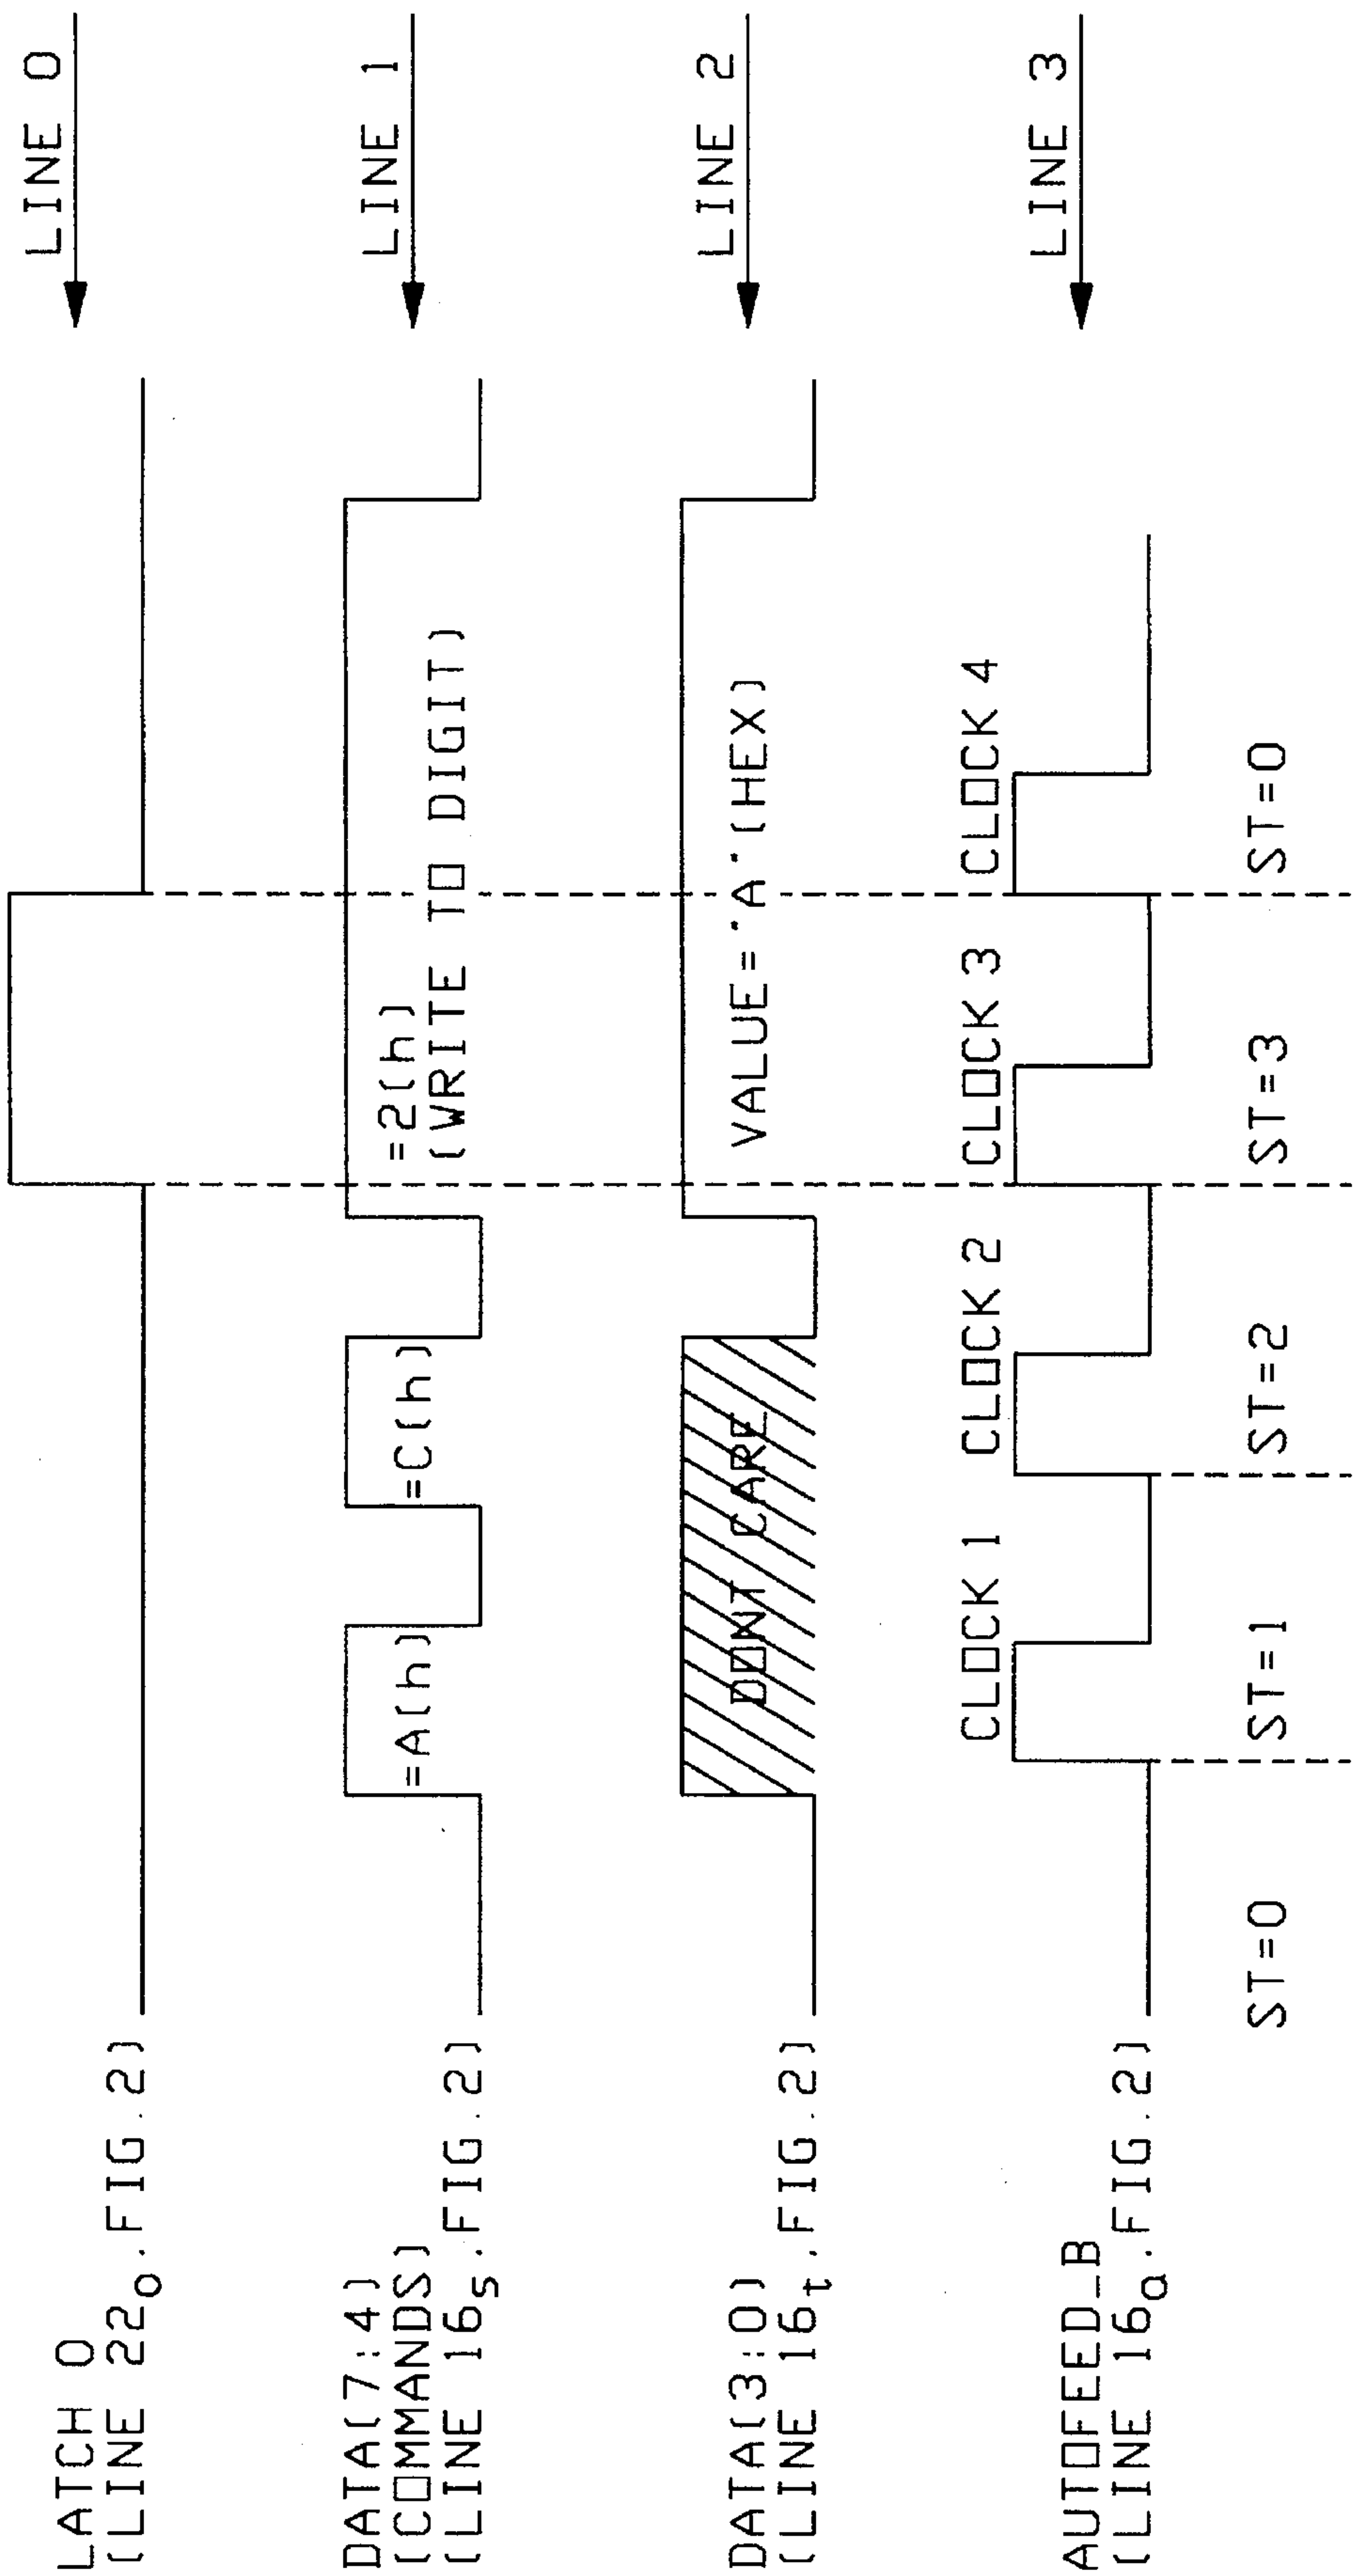 LATCH 0
(LINE 22o, FIG. 2)
LINE 0
DATA(7:4)
(COMMANDS)
(LINE 16s, FIG. 2)
=A(h)
=C(h)
=2(h)
(WRITE TO DIGIT)
LINE 1
DATA(3:0)
(LINE 16t, FIG. 2)
DONT CARE
VALUE="A"(HEX)
LINE 2
AUTOFEED_B
(LINE 16a, FIG. 2)
CLOCK 1
CLOCK 2
CLOCK 3
CLOCK 4
LINE 3
ST=0
ST=1
ST=2
ST=3
ST=0